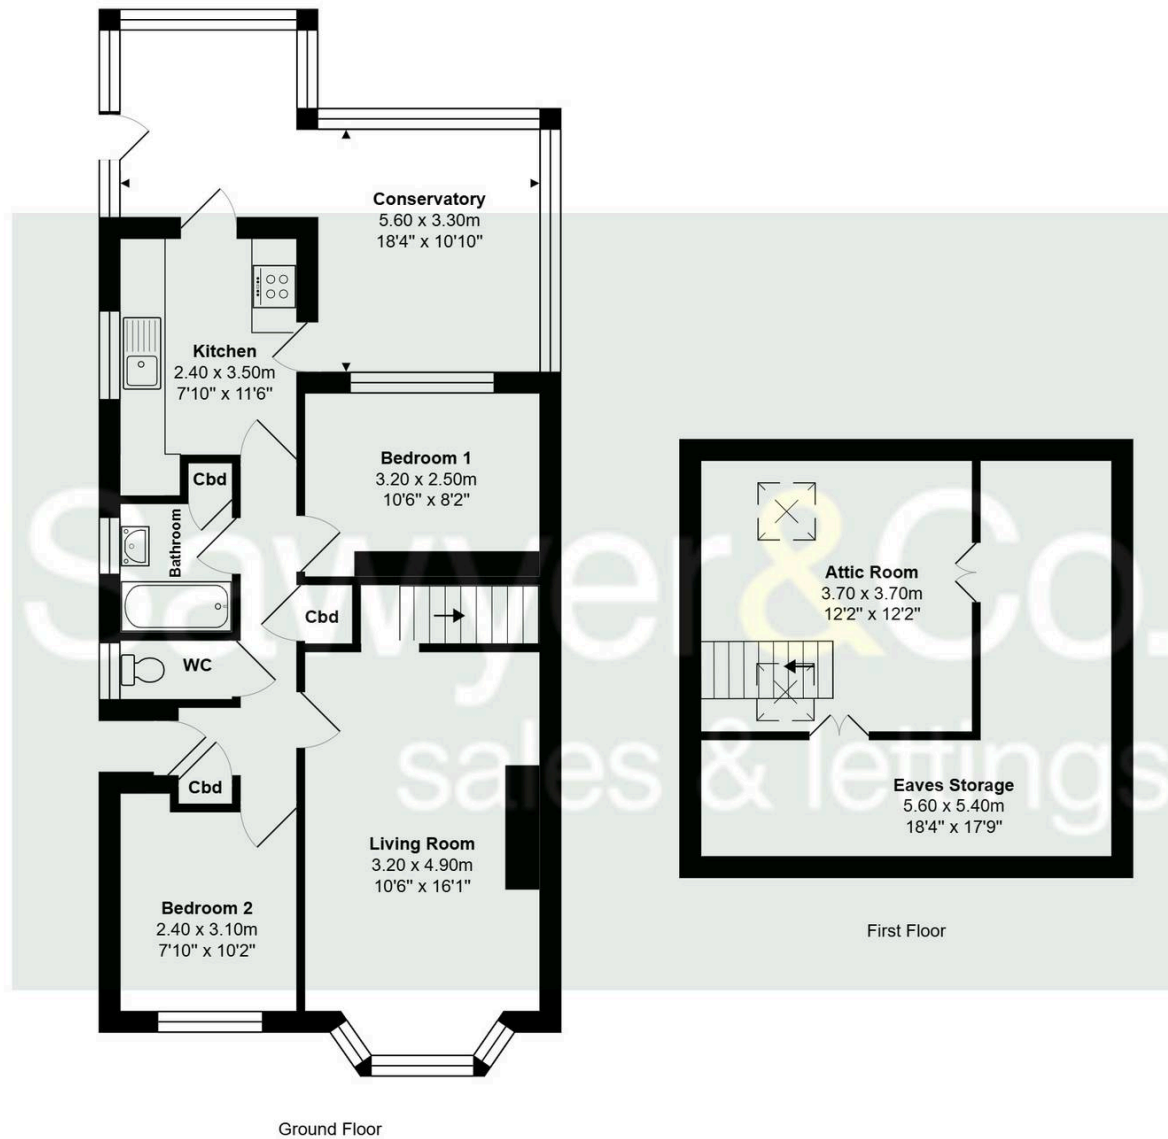 Conservatory
5.60 x 3.30m
18'4" x 10'10"
Kitchen
2.40 x 3.50m
7'10" x 11'6"
Bedroom 1
3.20 x 2.50m
10'6" x 8'2"
Cbd
Bathroom
Cbd
WC
Cbd
Living Room
3.20 x 4.90m
10'6" x 16'1"
Bedroom 2
2.40 x 3.10m
7'10" x 10'2"
Ground Floor
Attic Room
3.70 x 3.70m
12'2" x 12'2"
Eaves Storage
5.60 x 5.40m
18'4" x 17'9"
First Floor
Sawyer&Co.
sales & lettings